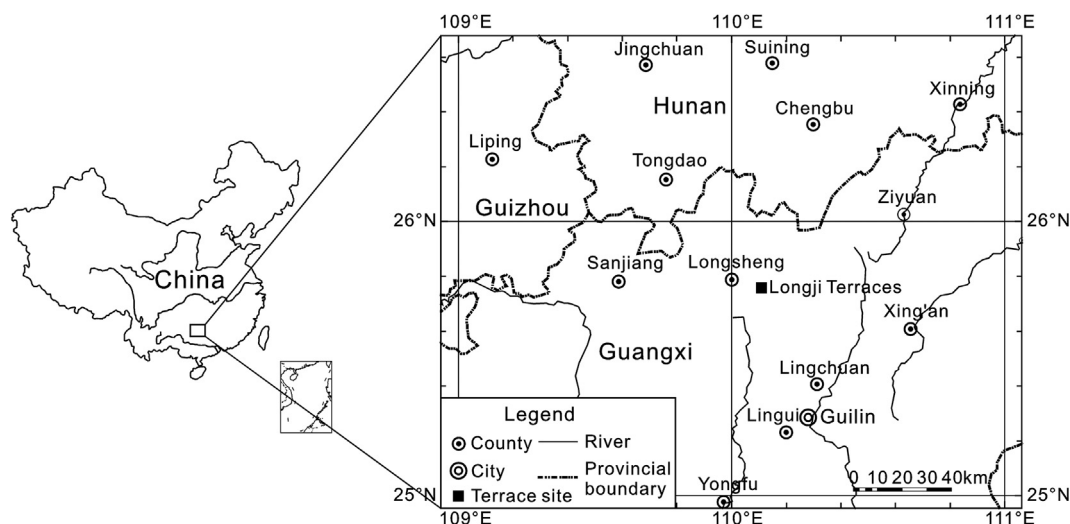 109°E
110°E
111°E
Jingchuan
Suining
Xinning
Hunan
Chengbu
Liping
Tongdao
Ziyuan
Guizhou
26°N
26°N
China
Sanjiang
Longsheng
Longji Terraces
Xing'an
Guangxi
Lingchuan
Legend
Lingui
Guilin
County
River
City
Provincial
boundary
Terrace site
0 10 20 30 40km
Yongfu
25°N
25°N
109°E
110°E
111°E